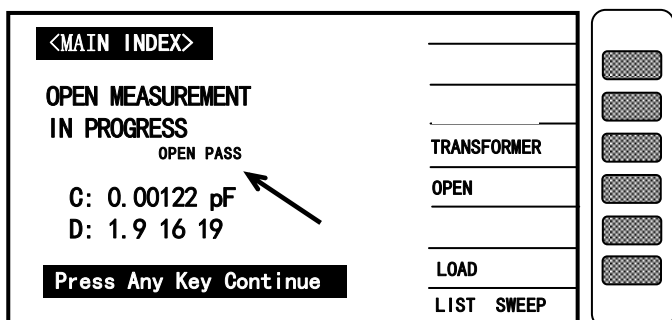 <MAIN INDEX>
OPEN MEASUREMENT
IN PROGRESS
OPEN PASS
C: 0.00122 pF
D: 1.9 16 19
Press Any Key Continue
TRANSFORMER
OPEN
LOAD
LIST SWEEP